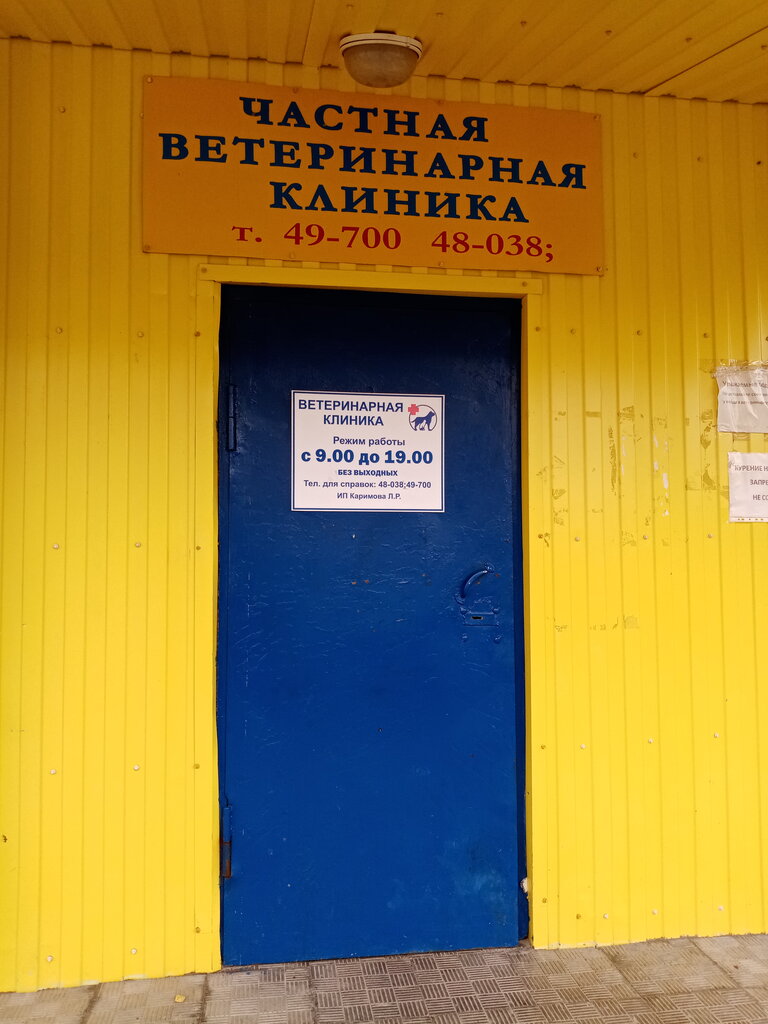 ЧАСТНАЯ
ВЕТЕРИНАРНАЯ
КЛИНИКА
т. 49-700 48-038;
ВЕТЕРИНАРНАЯ
КЛИНИКА
Режим работы
с 9.00 до 19.00
БЕЗ ВЫХОДНЫХ
Тел. для справок: 48-038;49-700
ИП Каримова Л.Р.
КУРЕНИЕ